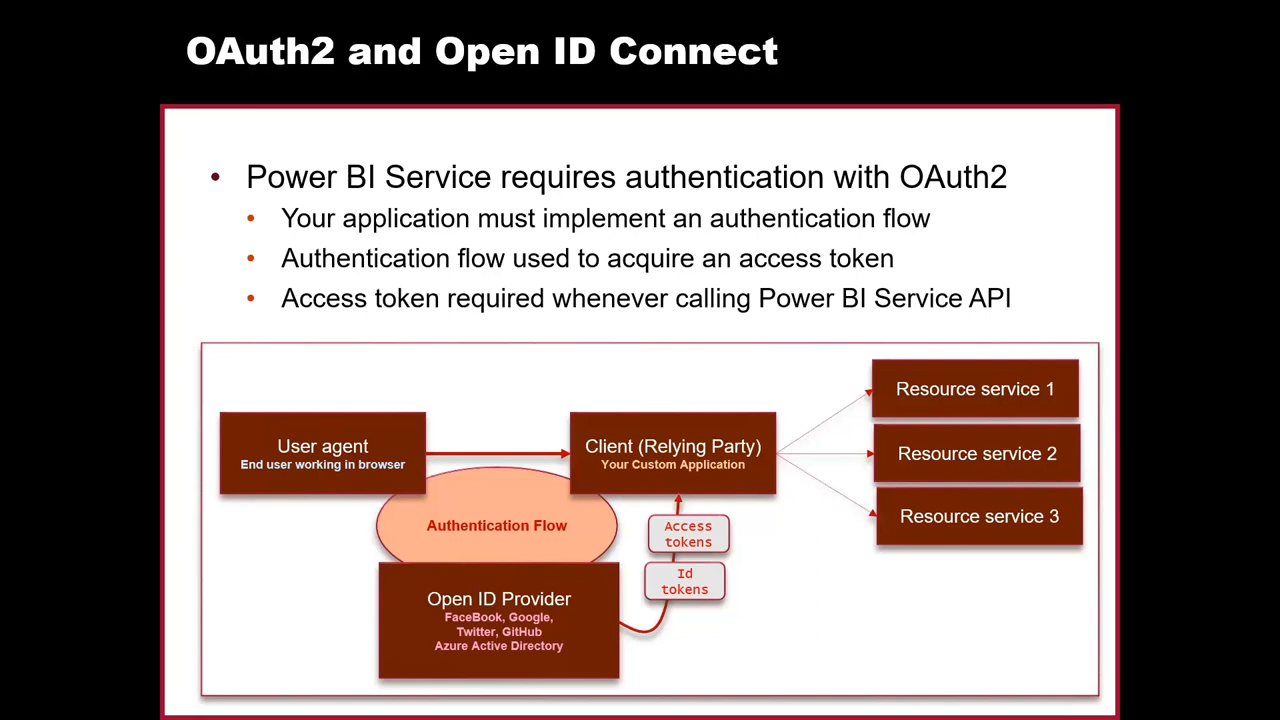 OAuth2 and Open ID Connect
• Power BI Service requires authentication with OAuth2
• Your application must implement an authentication flow
• Authentication flow used to acquire an access token
• Access token required whenever calling Power BI Service API
User agent
End user working in browser
Client (Relying Party)
Your Custom Application
Resource service 1
Resource service 2
Resource service 3
Authentication Flow
Access
tokens
Id
tokens
Open ID Provider
FaceBook, Google,
Twitter, GitHub
Azure Active Directory